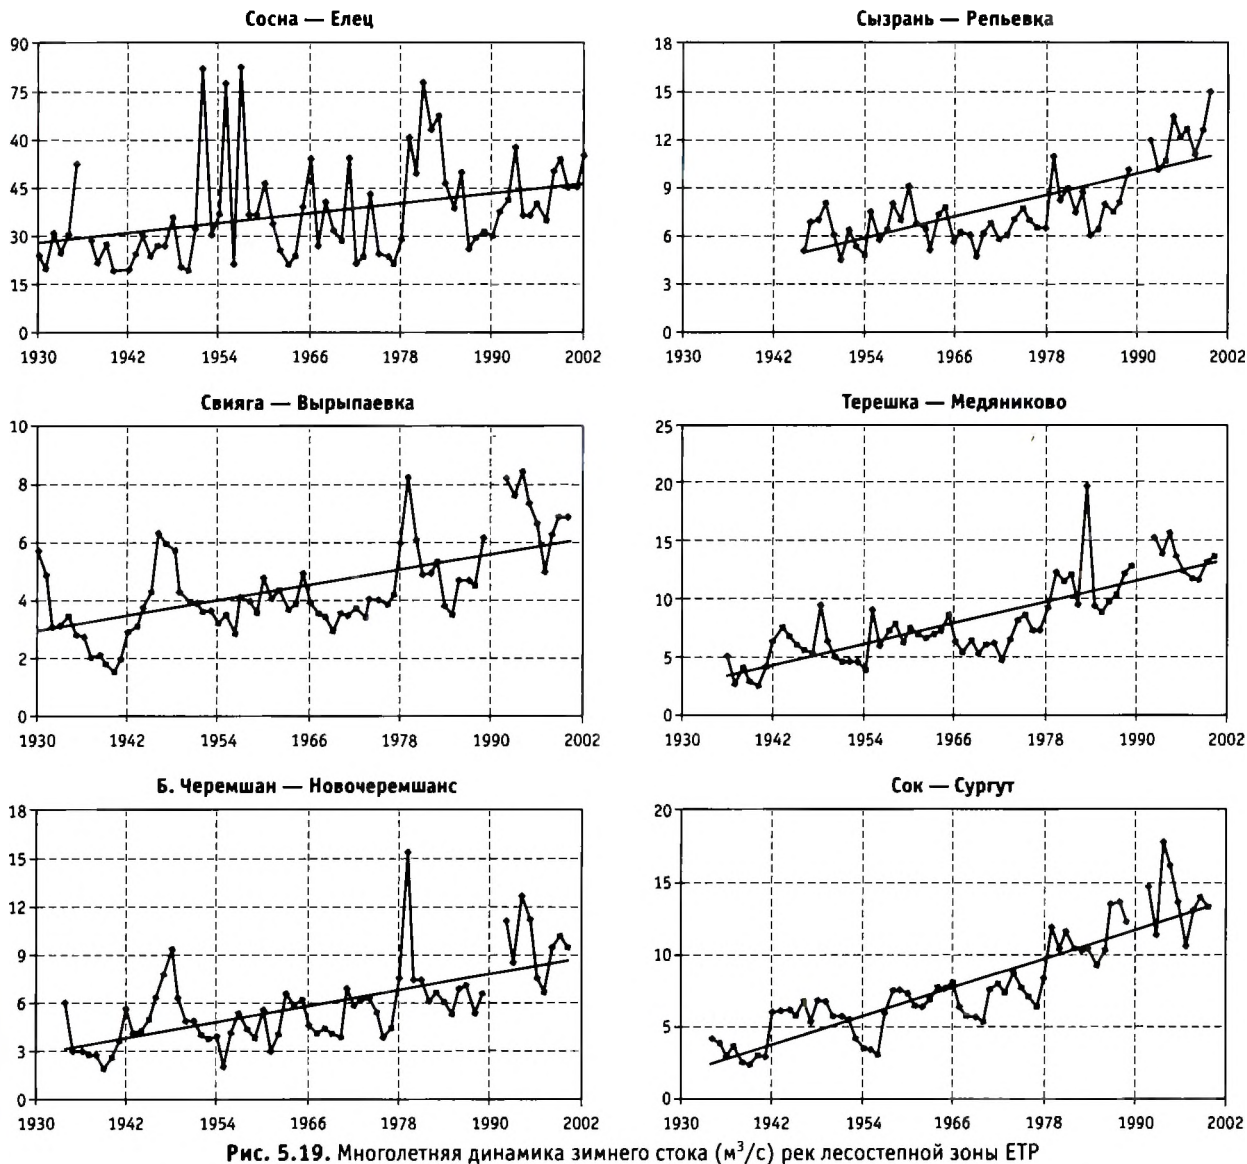 Сосна — Елец
90
75
40
45
30
15
0
1930 1942 1954 1966 1978 1990 2002
Сызрань — Репьевка
18
15
12
9
6
3
0
1930 1942 1954 1966 1978 1990 2002
Свияга — Вырыпаевка
10
8
6
4
2
0
1930 1942 1954 1966 1978 1990 2002
Терешка — Медяниково
25
20
15
10
5
0
1930 1942 1954 1966 1978 1990 2002
Б. Черемшан — Новочеремшанс
18
15
12
9
6
3
0
1930 1942 1954 1966 1978 1990 2002
Сок — Сургут
20
15
10
5
0
1930 1942 1954 1966 1978 1990 2002
Рис. 5.19. Многолетняя динамика зимнего стока (м³/с) рек лесостепной зоны ЕТР